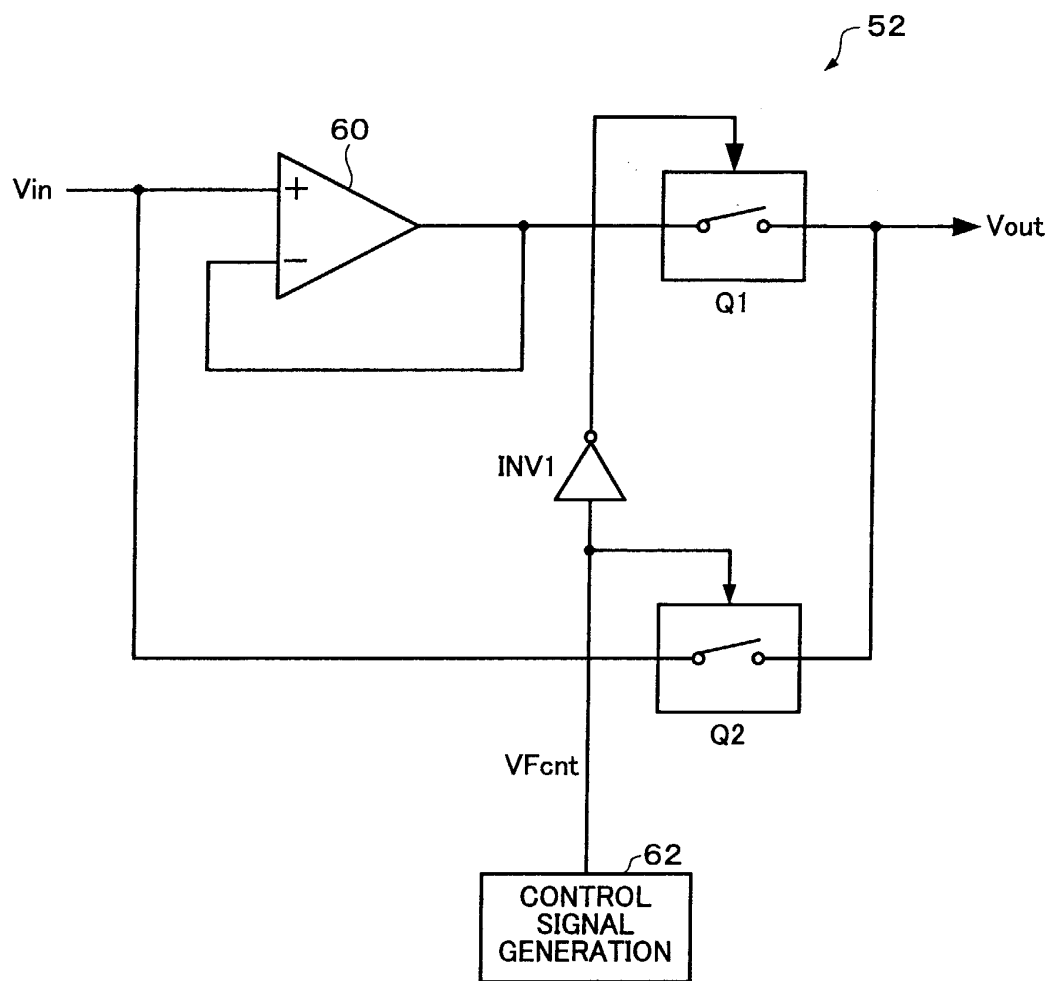 52
60
Vin
+
−
Vout
Q1
INV1
Q2
VFcnt
62
CONTROL
SIGNAL
GENERATION